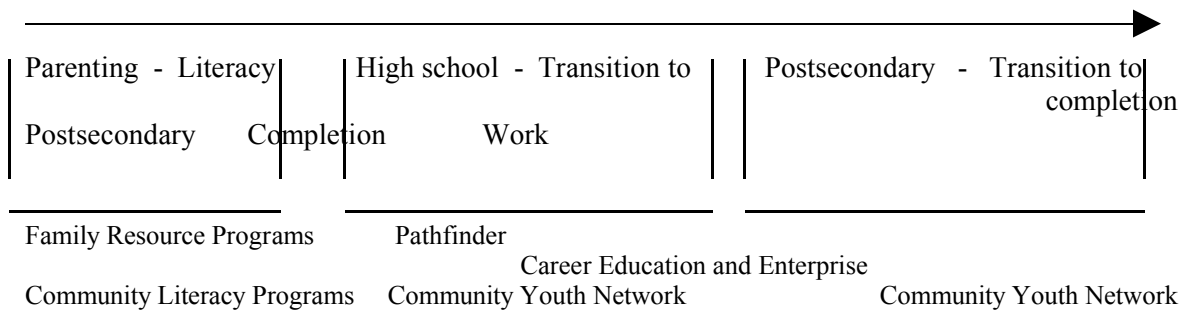 Parenting - Literacy High school - Transition to Postsecondary - Transition to
completion
Postsecondary Completion Work
Family Resource Programs Pathfinder
Career Education and Enterprise
Community Literacy Programs Community Youth Network Community Youth Network